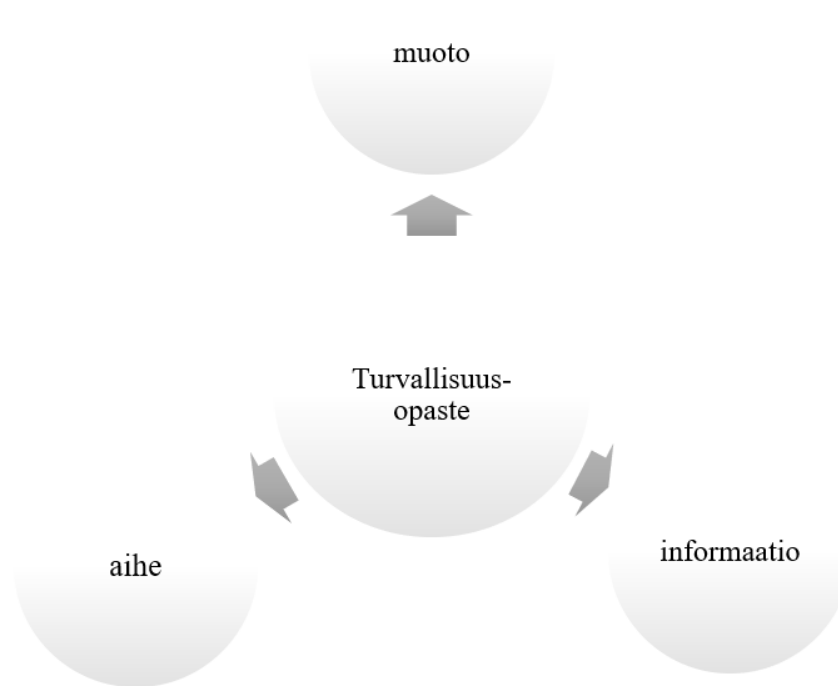 muoto
Turvallisuus-
opaste
aihe
informaatio